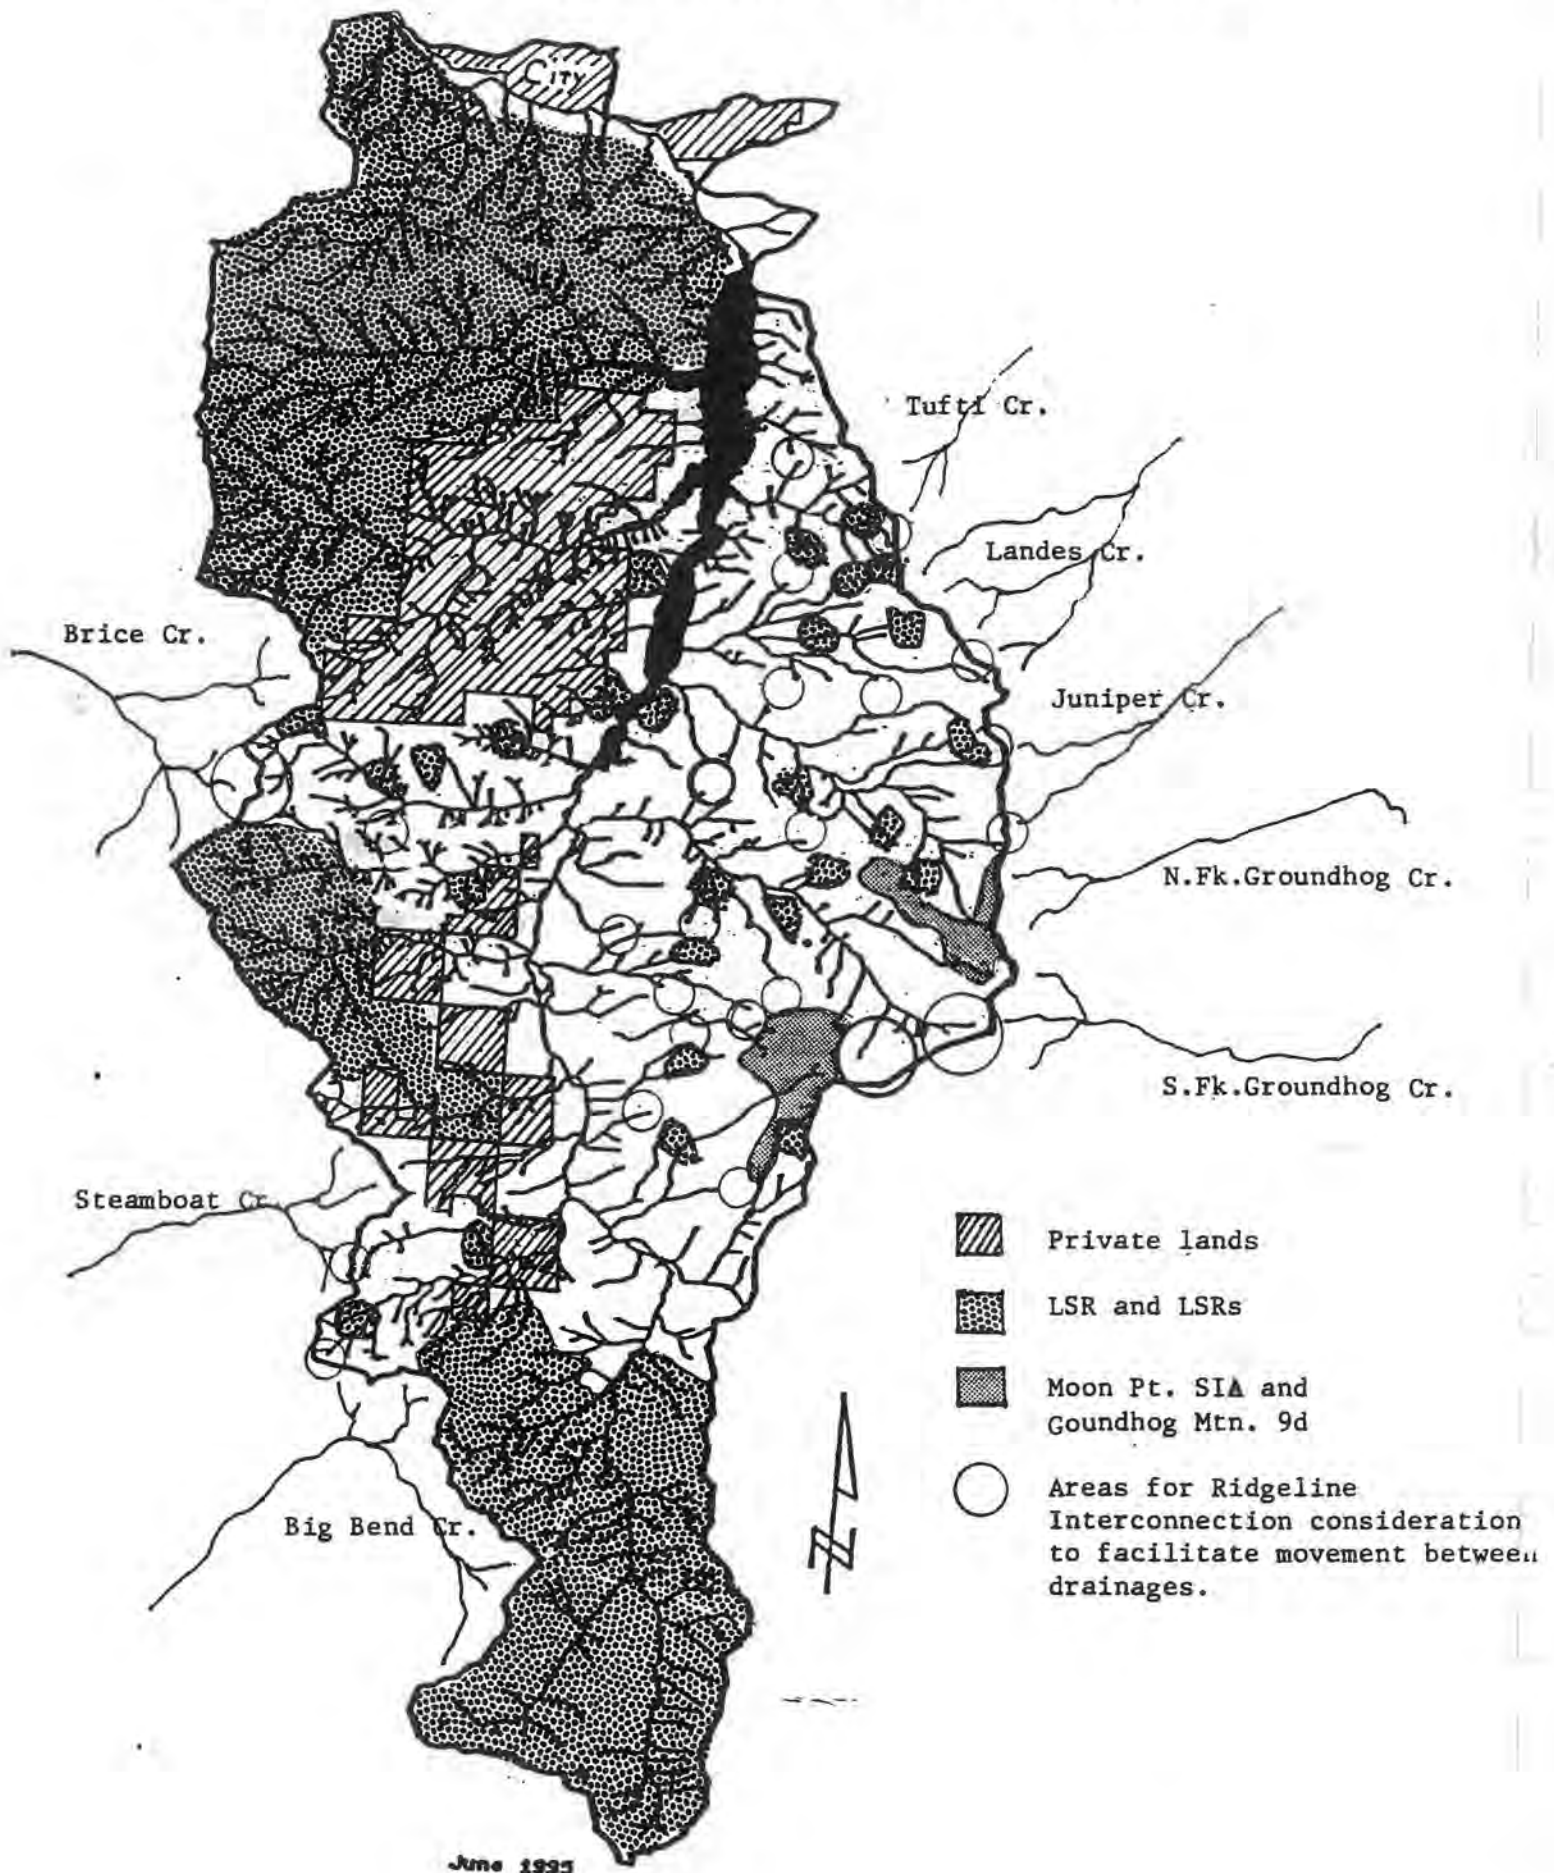 City
Tufti Cr.
Landes Cr.
Brice Cr.
Juniper Cr.
N.Fk.Groundhog Cr.
S.Fk.Groundhog Cr.
Steamboat Cr.
Private lands
LSR and LSRs
Moon Pt. SIA and
Goundhog Mtn. 9d
Areas for Ridgeline
Interconnection consideration
to facilitate movement between
drainages.
Big Bend Cr.
N
June 1995